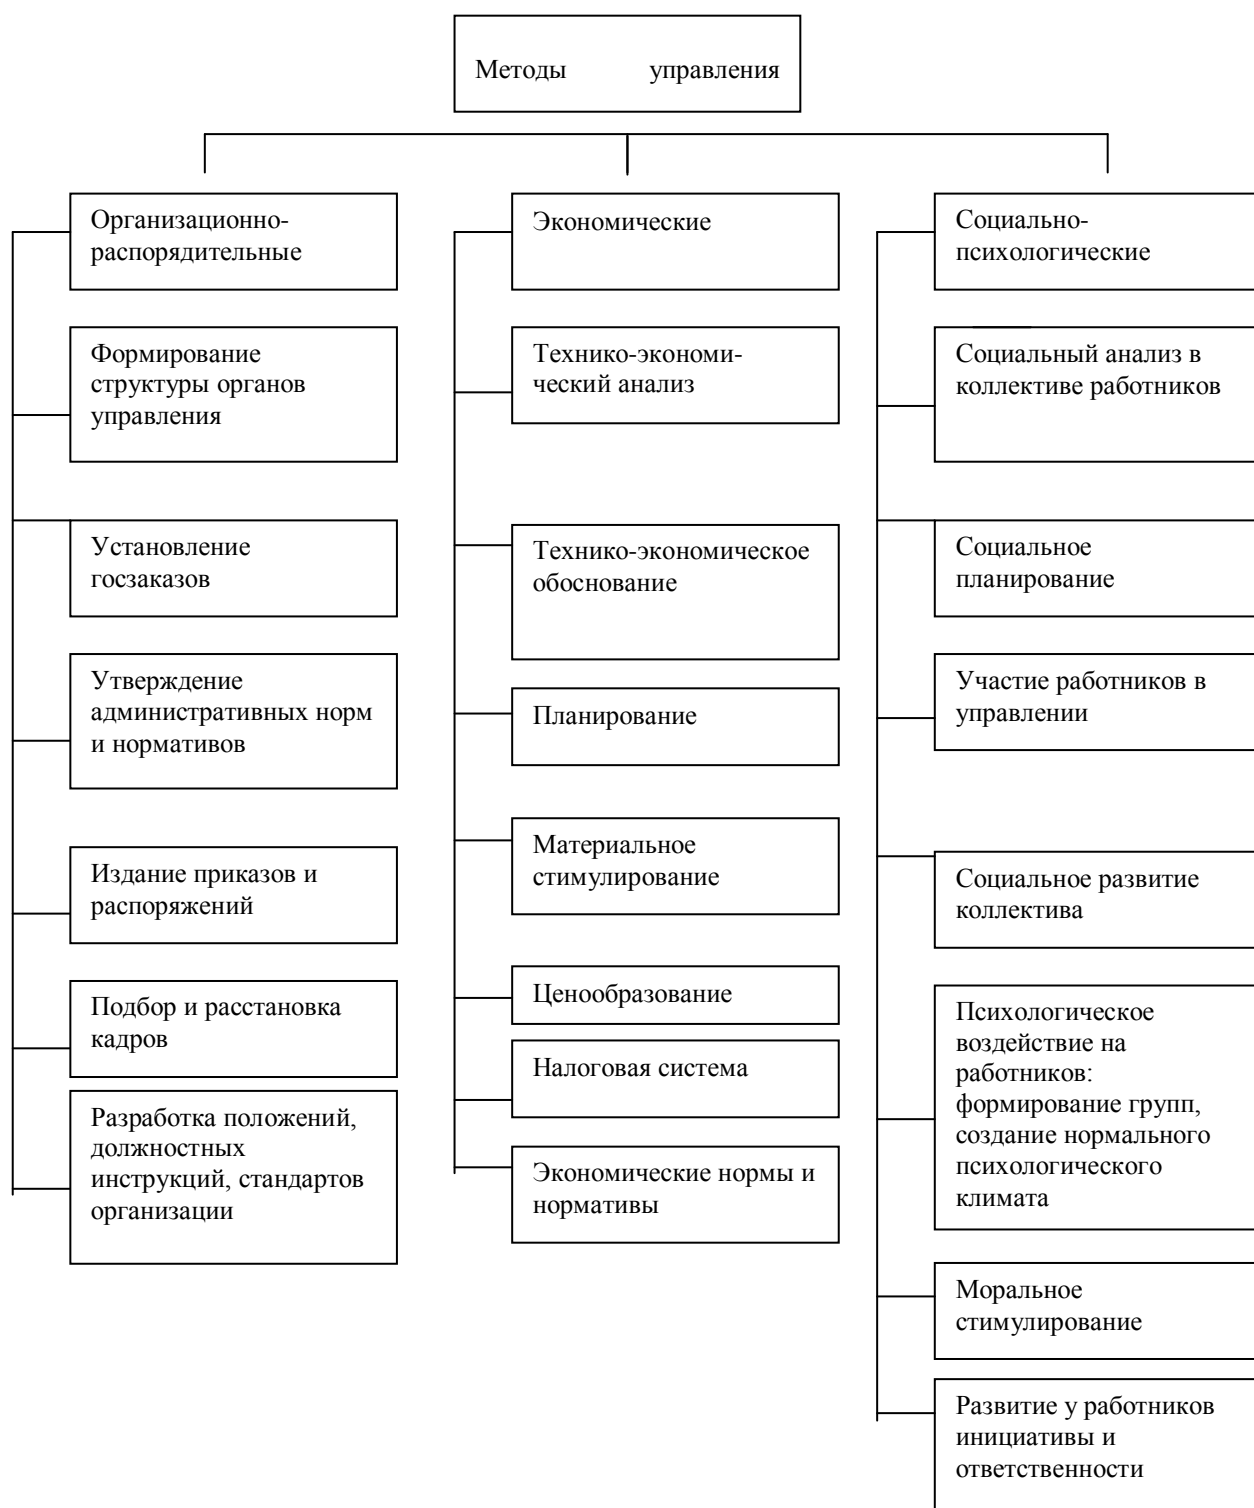 Методы управления
Организационно-
распорядительные
Формирование
структуры органов
управления
Установление
госзаказов
Утверждение
административных норм
и нормативов
Издание приказов и
распоряжений
Подбор и расстановка
кадров
Разработка положений,
должностных
инструкций, стандартов
организации
Экономические
Технико-экономи-
ческий анализ
Технико-экономическое
обоснование
Планирование
Материальное
стимулирование
Ценообразование
Налоговая система
Экономические нормы и
нормативы
Социально-
психологические
Социальный анализ в
коллективе работников
Социальное
планирование
Участие работников в
управлении
Социальное развитие
коллектива
Психологическое
воздействие на
работников:
формирование групп,
создание нормального
психологического
климата
Моральное
стимулирование
Развитие у работников
инициативы и
ответственности